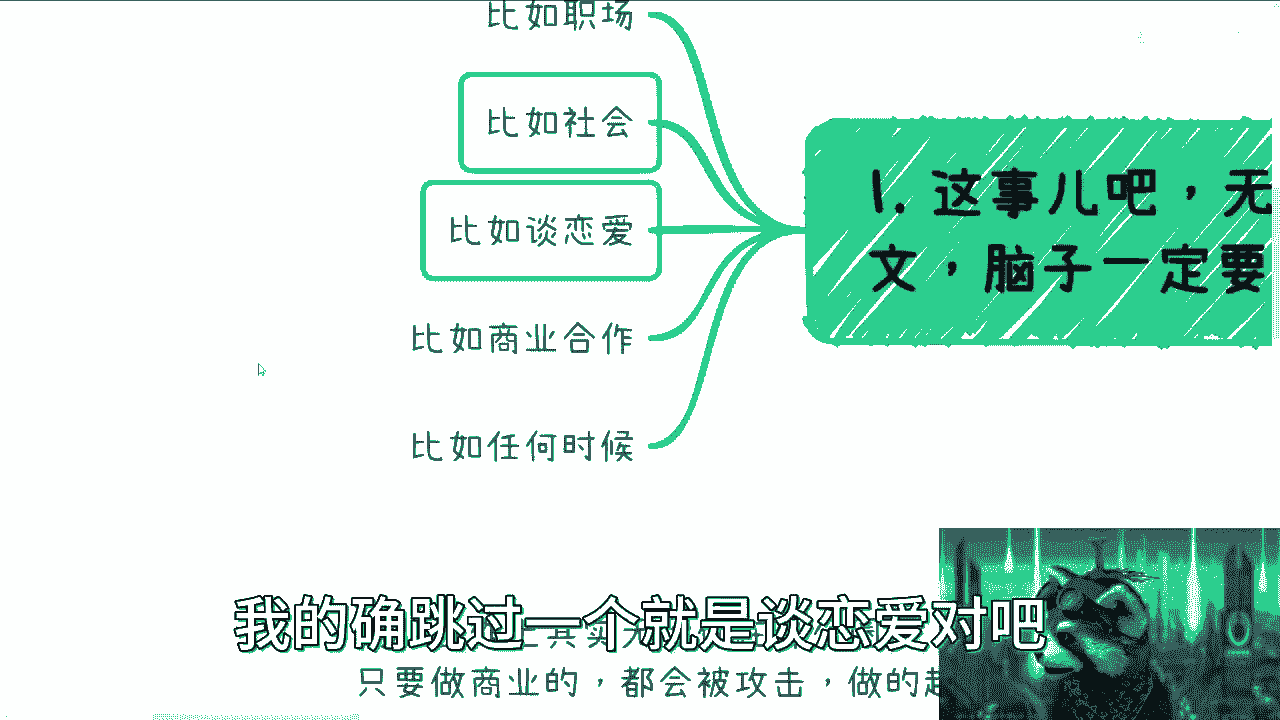 比如职场
比如社会
比如谈恋爱
比如商业合作
比如任何时候
1. 这事儿吧，无
文，脑子一定要
我的确跳过一个就是谈恋爱对吧
只要做商业的，都会被攻击，做的